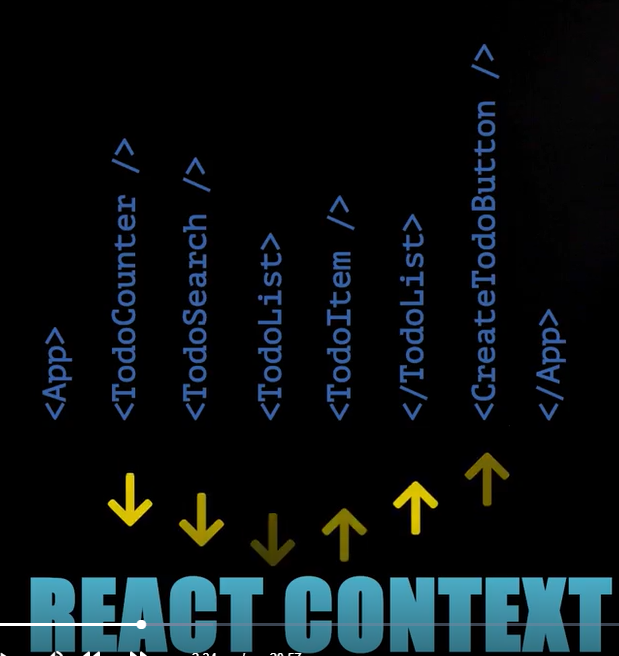 <App>
<TodoCounter />
<TodoSearch />
<TodoList>
<TodoItem />
</TodoList>
<CreateTodoButton />
</App>
REACT CONTEXT